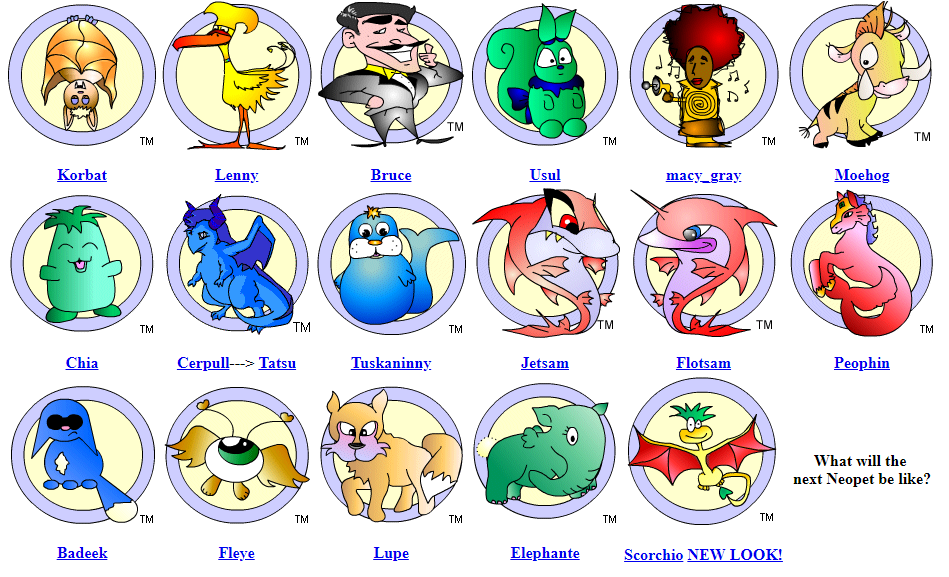 TM TM TM TM TM TM
Korbat Lenny Bruce Usul macy_gray Moehog
TM TM TM TM TM TM
Chia Cerpull---> Tatsu Tuskaninny Jetsam Flotsam Peophin
What will the
next Neopet be like?
TM TM TM TM TM
Badeek Fleye Lupe Elephante Scorchio NEW LOOK!